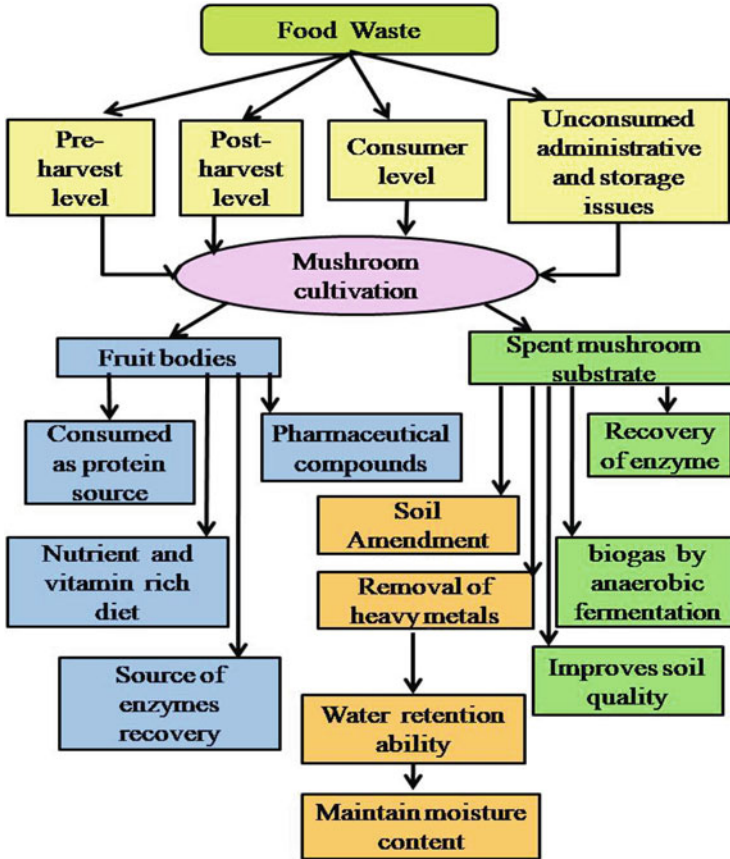 Food Waste
Pre-
harvest
level
Post-
harvest
level
Consumer
level
Unconsumed
administrative
and storage
issues
Mushroom
cultivation
Fruit bodies
Spent mushroom
substrate
Consumed
as protein
source
Pharmaceutical
compounds
Recovery
of enzyme
Soil
Amendment
Nutrient and
vitamin rich
diet
Removal of
heavy metals
biogas by
anaerobic
fermentation
Source of
enzymes
recovery
Improves soil
quality
Water retention
ability
Maintain moisture
content